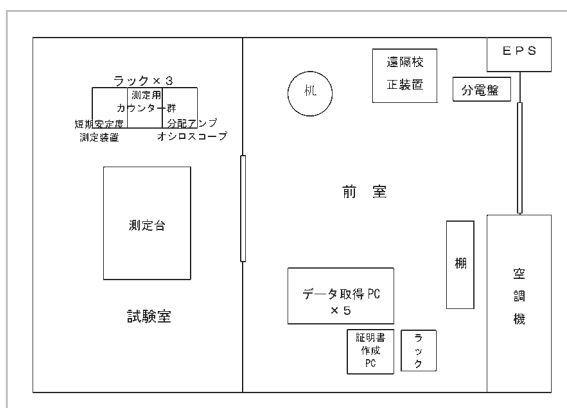 ラック×3
測定用
カウンター群
短期安定度
測定装置
分配アンプ
オシロスコープ
測定台
試験室
机
遠隔校
正装置
EPS
分電盤
前 室
棚
空
調
機
データ取得PC
×5
証明書
作成
PC
ラ
ッ
ク